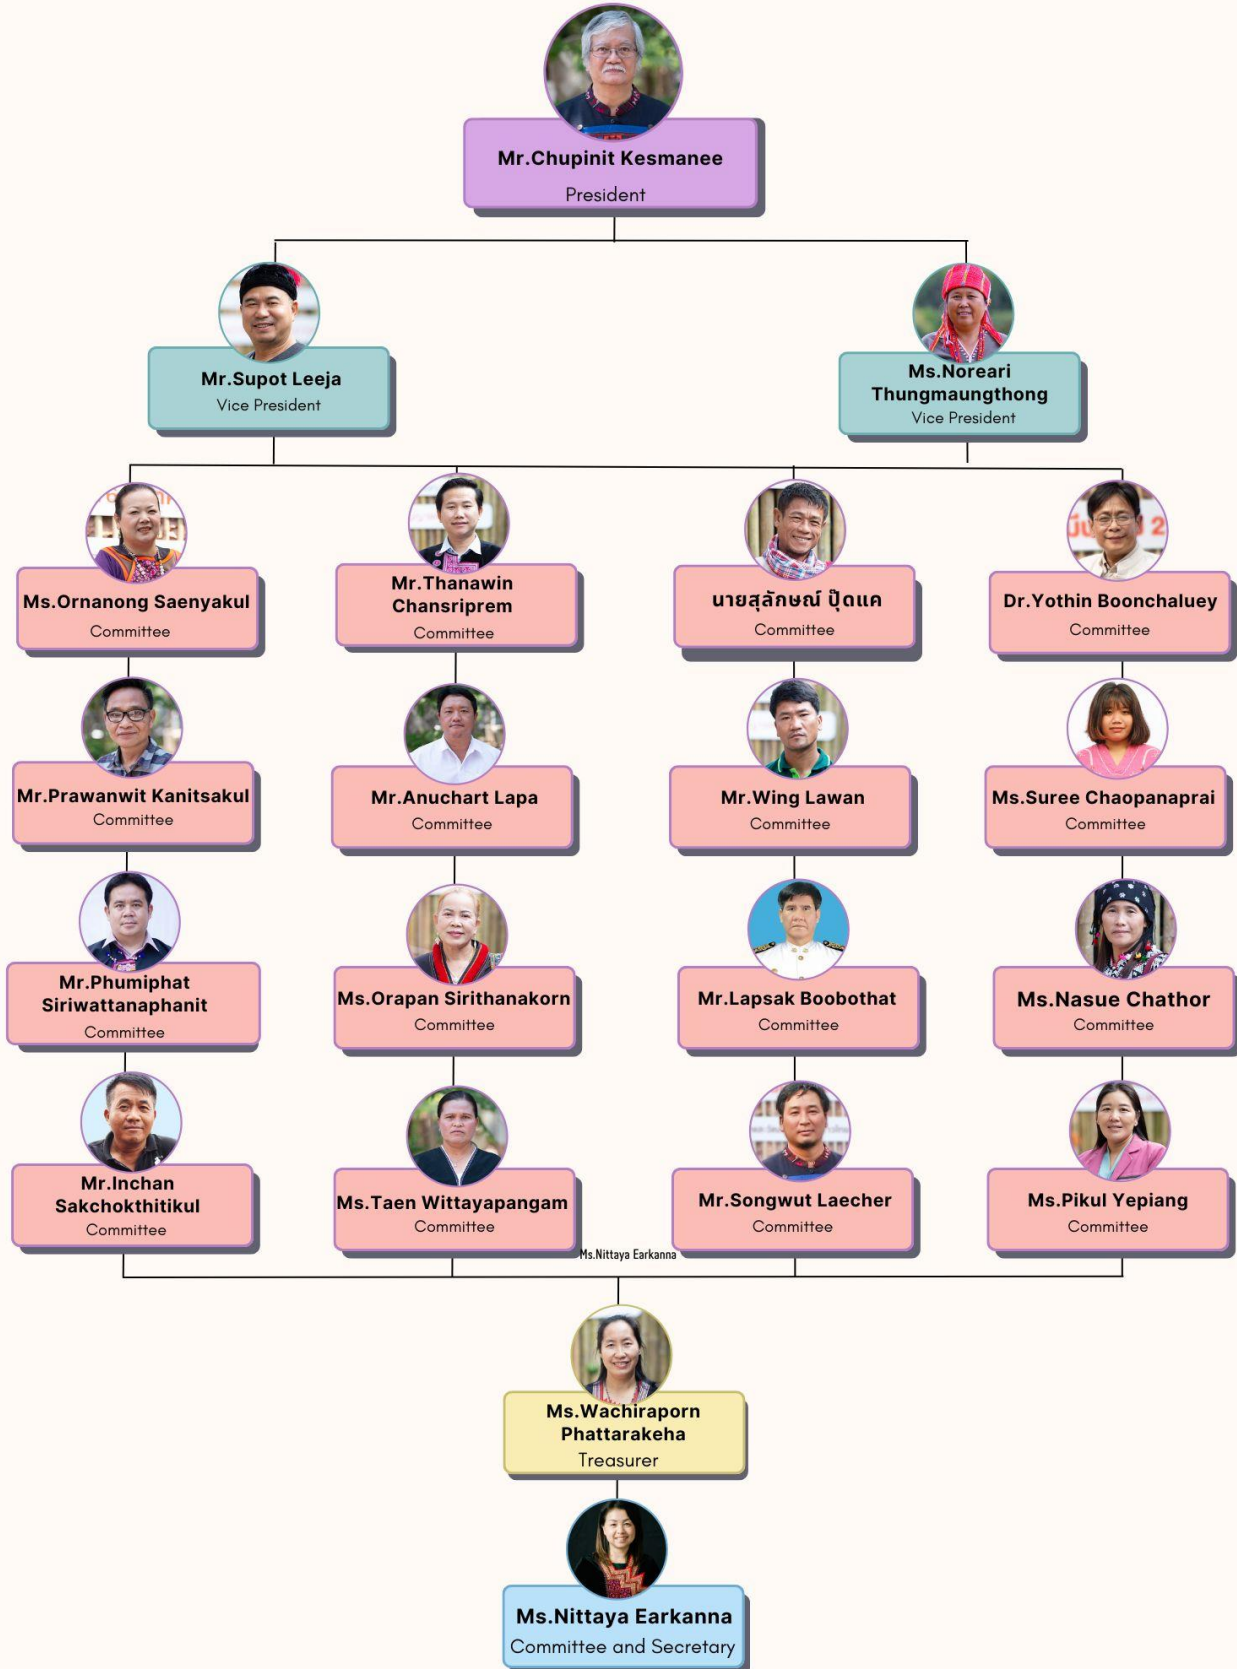 Mr.Chupinit Kesmanee
President
Mr.Supot Leeja
Vice President
Ms.Noreari
Thungmaungthong
Vice President
Ms.Ornanong Saenyakul
Committee
Mr.Thanawin
Chansriprem
Committee
นายสุลักษณ์ ปุ๊ดแค
Committee
Dr.Yothin Boonchaluey
Committee
Mr.Prawanwit Kanitsakul
Committee
Mr.Anuchart Lapa
Committee
Mr.Wing Lawan
Committee
Ms.Suree Chaopanaprai
Committee
Mr.Phumiphat
Siriwattanaphanit
Committee
Ms.Orapan Sirithanakorn
Committee
Mr.Lapsak Boobothat
Committee
Ms.Nasue Chathor
Committee
Mr.Inchan
Sakchokthitikul
Committee
Ms.Taen Wittayapangam
Committee
Mr.Songwut Laecher
Committee
Ms.Pikul Yepiang
Committee
Ms.Nittaya Earkanna
Ms.Wachiraporn
Phattarakeha
Treasurer
Ms.Nittaya Earkanna
Committee and Secretary